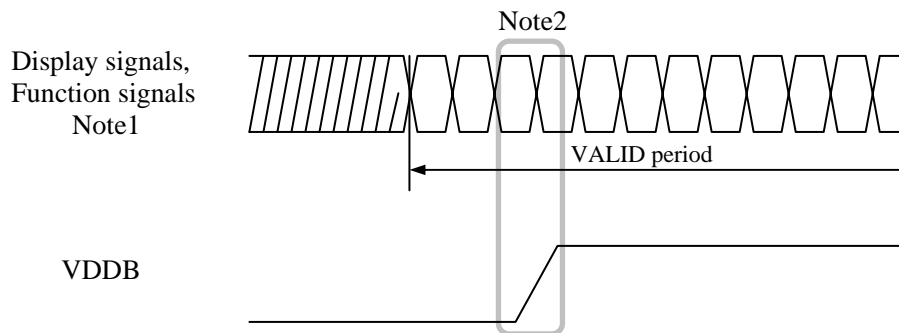 Note2
Display signals,
Function signals
Note1
VALID period
VDDB